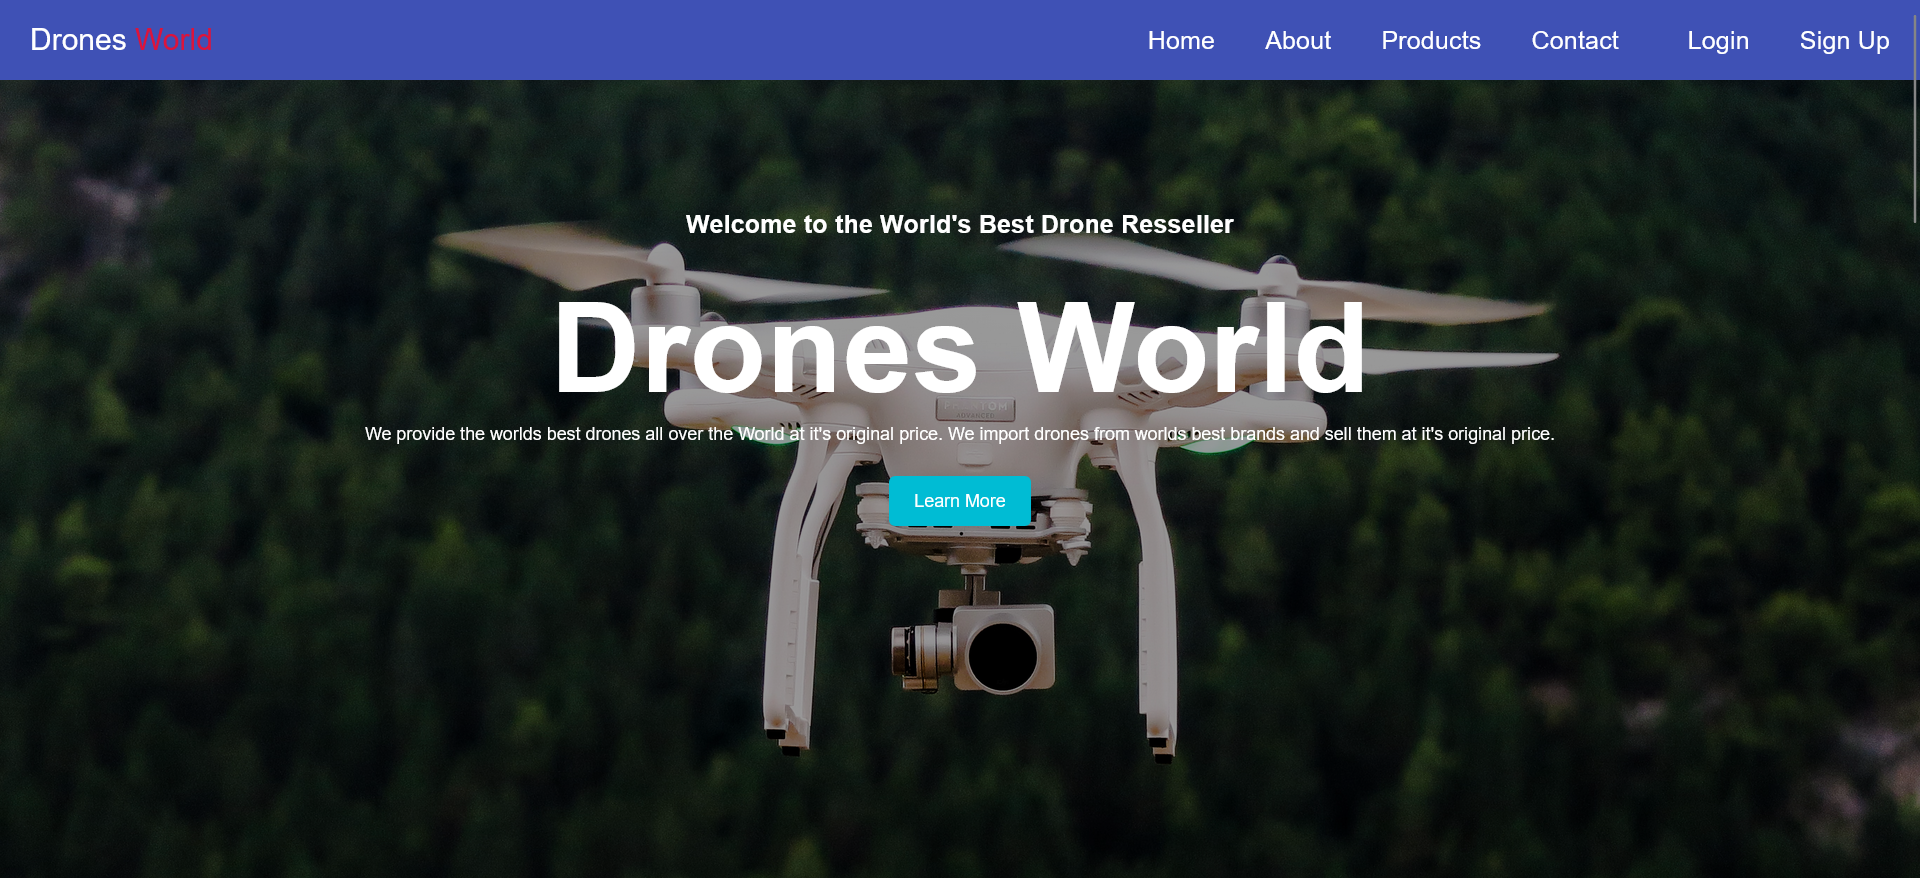 Drones World
Home About Products Contact Login Sign Up
Welcome to the World's Best Drone Resseller
Drones World
PHANTOM
ADVANCED
We provide the worlds best drones all over the World at it's original price. We import drones from worlds best brands and sell them at it's original price.
Learn More